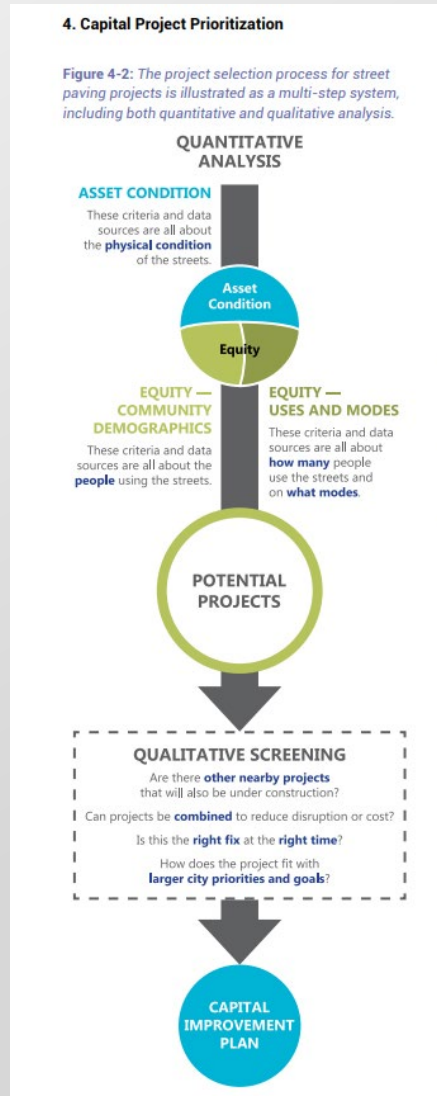 4. Capital Project Prioritization
Figure 4-2: The project selection process for street
paving projects is illustrated as a multi-step system,
including both quantitative and qualitative analysis.
QUANTITATIVE
ANALYSIS
ASSET CONDITION
These criteria and data
sources are all about
the physical condition
of the streets.
Asset
Condition
Equity
EQUITY —
COMMUNITY
DEMOGRAPHICS
These criteria and data
sources are all about the
people using the streets.
EQUITY —
USES AND MODES
These criteria and data
sources are all about
how many people
use the streets and
on what modes.
POTENTIAL
PROJECTS
QUALITATIVE SCREENING
Are there other nearby projects
that will also be under construction?
Can projects be combined to reduce disruption or cost?
Is this the right fix at the right time?
How does the project fit with
larger city priorities and goals?
CAPITAL
IMPROVEMENT
PLAN